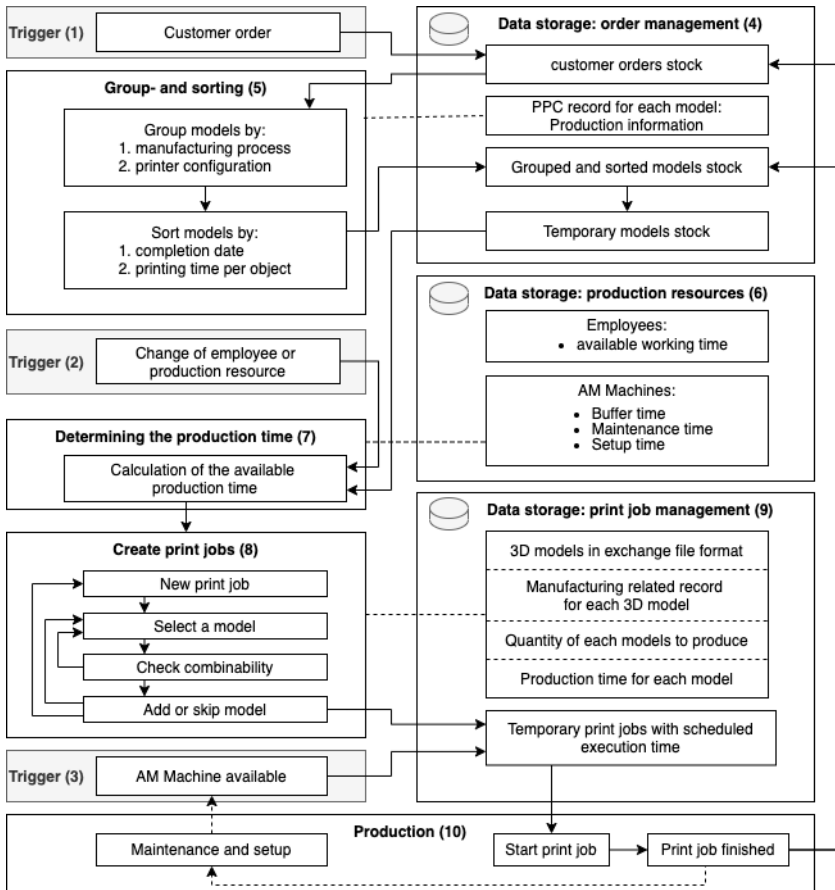 Trigger (1)
Customer order
Data storage: order management (4)
customer orders stock
Group- and sorting (5)
Group models by:
1. manufacturing process
2. printer configuration
PPC record for each model:
Production information
Grouped and sorted models stock
Sort models by:
1. completion date
2. printing time per object
Temporary models stock
Data storage: production resources (6)
Employees:
• available working time
Trigger (2)
Change of employee or
production resource
AM Machines:
• Buffer time
• Maintenance time
• Setup time
Determining the production time (7)
Calculation of the available
production time
Data storage: print job management (9)
3D models in exchange file format
Manufacturing related record
for each 3D model
Quantity of each models to produce
Production time for each model
Create print jobs (8)
New print job
Select a model
Check combinability
Add or skip model
Temporary print jobs with scheduled
execution time
Trigger (3)
AM Machine available
Production (10)
Maintenance and setup
Start print job
Print job finished